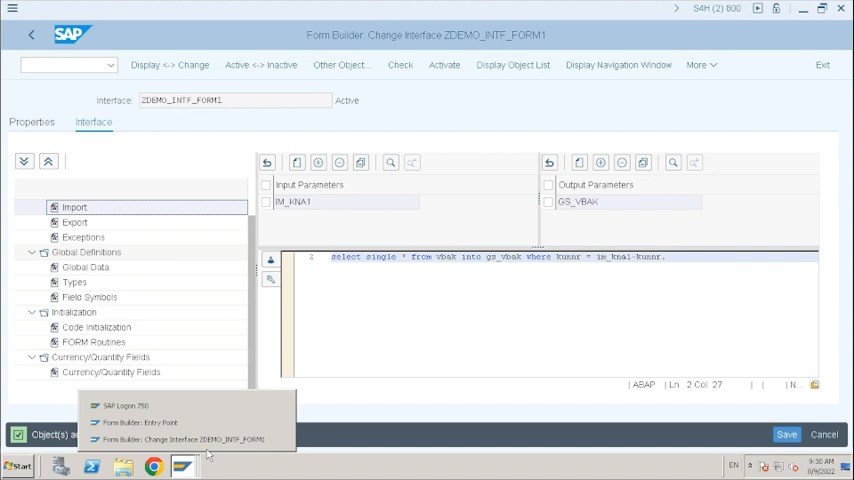 S4H (2) 800
SAP
Form Builder: Change Interface ZDEMO_INTF_FORM1
Display <-> Change
Active <-> Inactive
Other Object...
Check
Activate
Display Object List
Display Navigation Window
More
Exit
Interface:
ZDEMO_INTF_FORM1
Active
Properties
Interface
Input Parameters
Output Parameters
IM_KNA1
GS_VBAK
Import
Export
Exceptions
Global Definitions
Global Data
Types
Field Symbols
Initialization
Code Initialization
FORM Routines
Currency/Quantity Fields
Currency/Quantity Fields
2 select single * from vbak into gs_vbak where kunnr = im_kna1-kunnr.
ABAP
Ln 2 Col 27
N...
SAP Logon 750
Form Builder: Entry Point
Form Builder: Change Interface ZDEMO_INTF_FORM1
Object(s) a
Save
Cancel
Start
EN
9:30 AM
8/9/2022